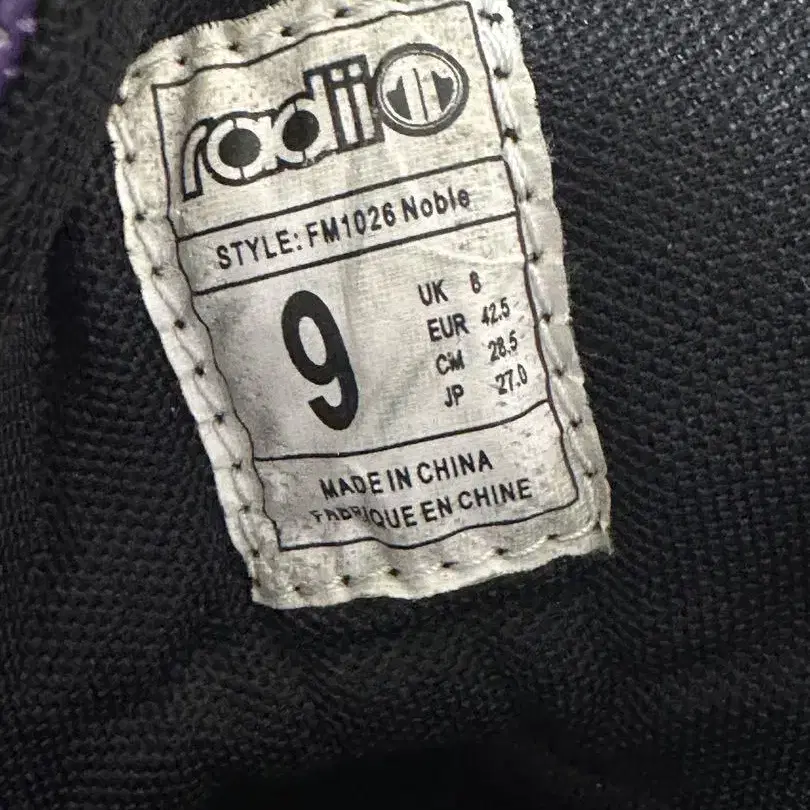 radii
STYLE: FM1026 Noble
9
UK 8
EUR 42.5
CM 28.5
JP 27.0
MADE IN CHINA
FABRIQUE EN CHINE